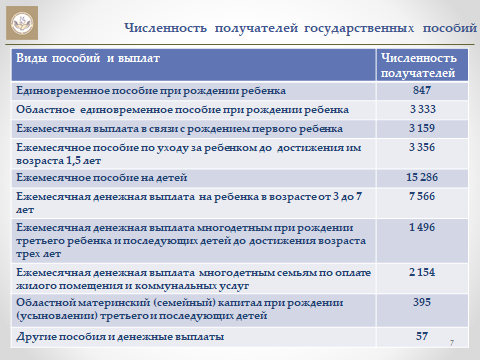 Численность получателей государственных пособий
Виды пособий и выплат
Численность
получателей
Единовременное пособие при рождении ребенка 847
Областное единовременное пособие при рождении ребенка 3 333
Ежемесячная выплата в связи с рождением первого ребенка 3 159
Ежемесячное пособие по уходу за ребенком до достижения им 3 356
возраста 1,5 лет
Ежемесячное пособие на детей 15 286
Ежемесячная денежная выплата на ребенка в возрасте от 3 до 7 7 566
лет
Ежемесячная денежная выплата многодетным при рождении 1 496
третьего ребенка и последующих детей до достижения возраста
трех лет
Ежемесячная денежная выплата многодетным семьям по оплате 2 154
жилого помещения и коммунальных услуг
Областной материнский (семейный) капитал при рождении 395
(усыновлении) третьего и последующих детей
Другие пособия и денежные выплаты 57
7